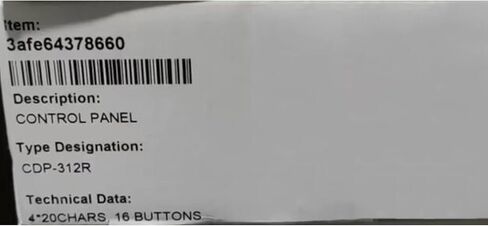 Item:
3afe64378660
Description:
CONTROL PANEL
Type Designation:
CDP-312R
Technical Data:
4*20CHARS, 16 BUTTONS